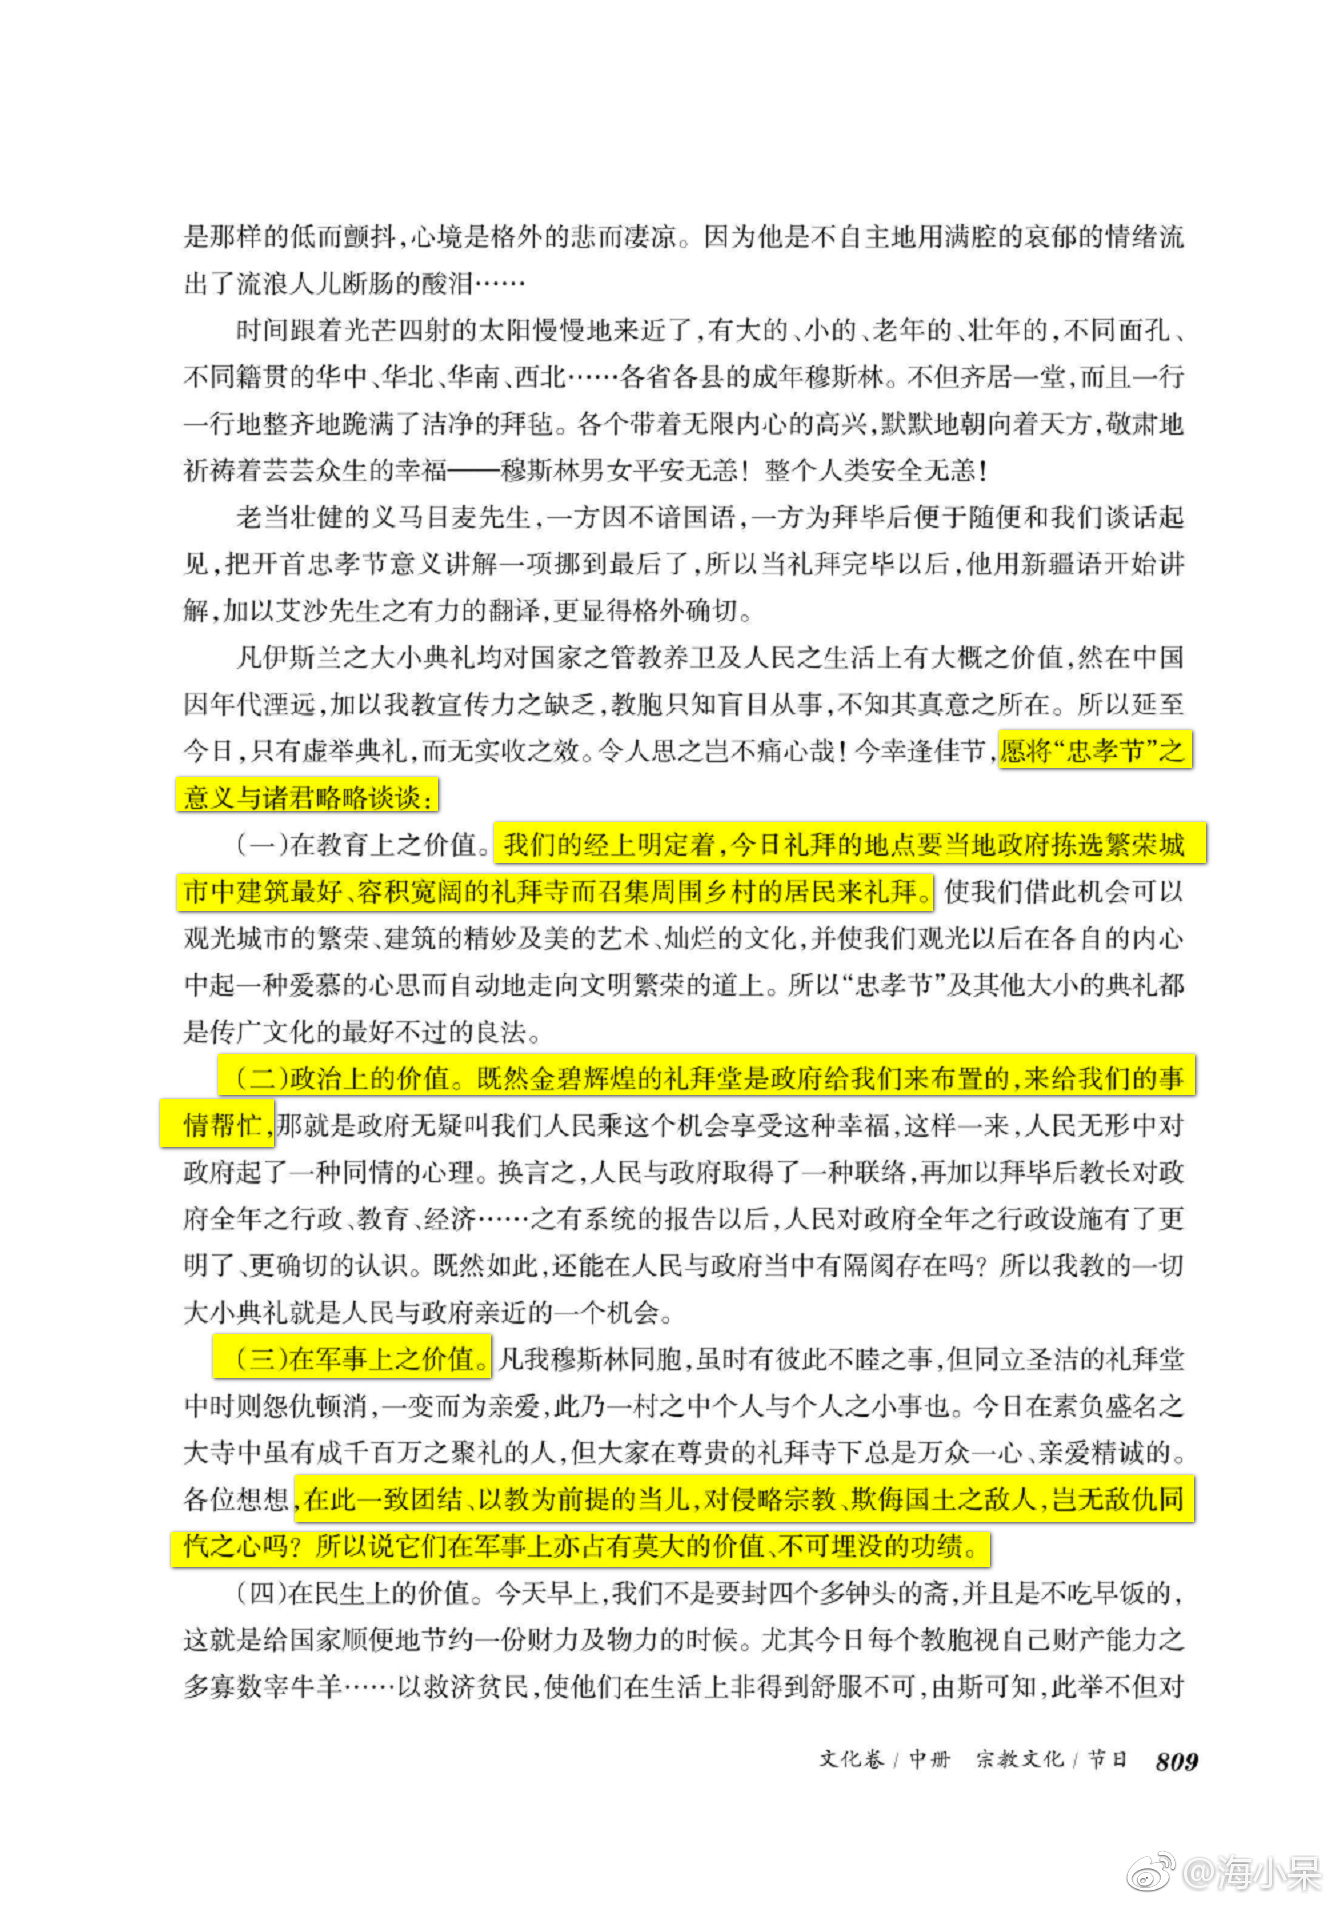 是那样的低而颤抖，心境是格外的悲而凄凉。因为他是不自主地用满腔的哀郁的情绪流
出了流浪人儿断肠的酸泪……
时间跟着光芒四射的太阳慢慢地来近了，有大的、小的、老年的、壮年的，不同面孔、
不同籍贯的华中、华北、华南、西北……各省各县的成年穆斯林。不但齐居一堂，而且一行
一行地整齐地跪满了洁净的拜毡。各个带着无限内心的高兴，默默地朝向着天方，敬肃地
祈祷着芸芸众生的幸福——穆斯林男女平安无恙！整个人类安全无恙！
老当壮健的义马目麦先生，一方因不谙国语，一方为拜毕后便于随便和我们谈话起
见，把开首忠孝节意义讲解一项挪到最后了，所以当礼拜完毕以后，他用新疆语开始讲
解，加以艾沙先生之有力的翻译，更显得格外确切。
凡伊斯兰之大小典礼均对国家之管教养卫及人民之生活上有大概之价值，然在中国
因年代湮远，加以我教宣传力之缺乏，教胞只知盲目从事，不知其真意之所在。所以延至
今日，只有虚举典礼，而无实收之效。令人思之岂不痛心哉！今幸逢佳节，愿将“忠孝节”之
意义与诸君略略谈谈：
（一）在教育上之价值。我们的经上明定着，今日礼拜的地点要当地政府拣选繁荣城
市中建筑最好、容积宽阔的礼拜寺而召集周围乡村的居民来礼拜。使我们借此机会可以
观光城市的繁荣、建筑的精妙及美的艺术、灿烂的文化，并使我们观光以后在各自的内心
中起一种爱慕的心思而自动地走向文明繁荣的道上。所以“忠孝节”及其他大小的典礼都
是传广文化的最好不过的良法。
（二）政治上的价值。既然金碧辉煌的礼拜堂是政府给我们来布置的，来给我们的事
情帮忙，那就是政府无疑叫我们人民乘这个机会享受这种幸福，这样一来，人民无形中对
政府起了一种同情的心理。换言之，人民与政府取得了一种联络，再加以拜毕后教长对政
府全年之行政、教育、经济……之有系统的报告以后，人民对政府全年之行政设施有了更
明了、更确切的认识。既然如此，还能在人民与政府当中有隔阂存在吗？所以我教的一切
大小典礼就是人民与政府亲近的一个机会。
（三）在军事上之价值。凡我穆斯林同胞，虽时有彼此不睦之事，但同立圣洁的礼拜堂
中时则怨仇顿消，一变而为亲爱，此乃一村之中个人与个人之小事也。今日在素负盛名之
大寺中虽有成千百万之聚礼的人，但大家在尊贵的礼拜寺下总是万众一心、亲爱精诚的。
各位想想，在此一致团结、以教为前提的当儿，对侵略宗教、欺侮国土之敌人，岂无敌仇同
忾之心吗？所以说它们在军事上亦占有莫大的价值、不可埋没的功绩。
（四）在民生上的价值。今天早上，我们不是要封四个多钟头的斋，并且是不吃早饭的，
这就是给国家顺便地节约一份财力及物力的时候。尤其今日每个教胞视自己财产能力之
多寡数宰牛羊……以救济贫民，使他们在生活上非得到舒服不可，由斯可知，此举不但对
文化卷/中册 宗教文化/节日 809
@海小呆